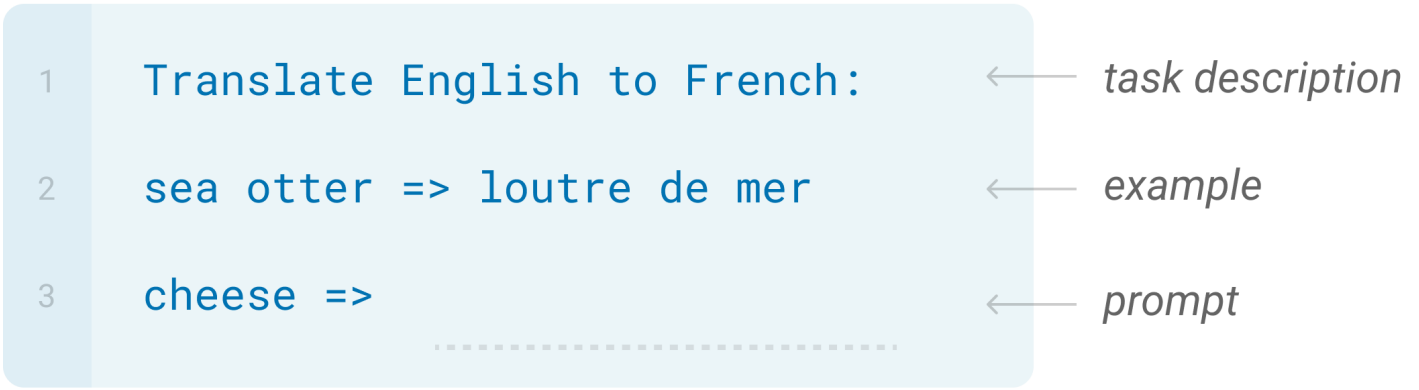 1 Translate English to French: task description
2 sea otter => loutre de mer example
3 cheese => prompt